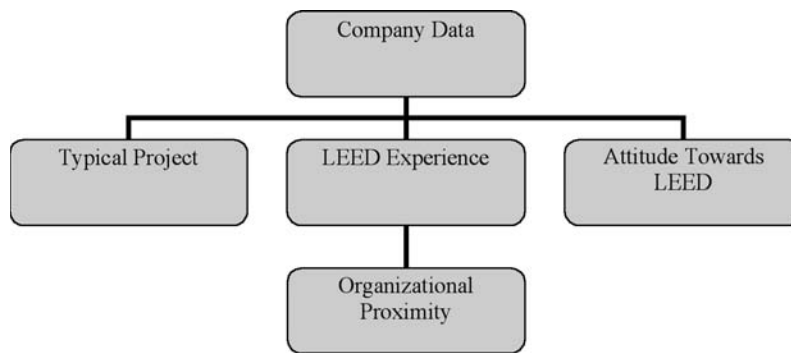 Company Data
Typical Project
LEED Experience
Attitude Towards
LEED
Organizational
Proximity